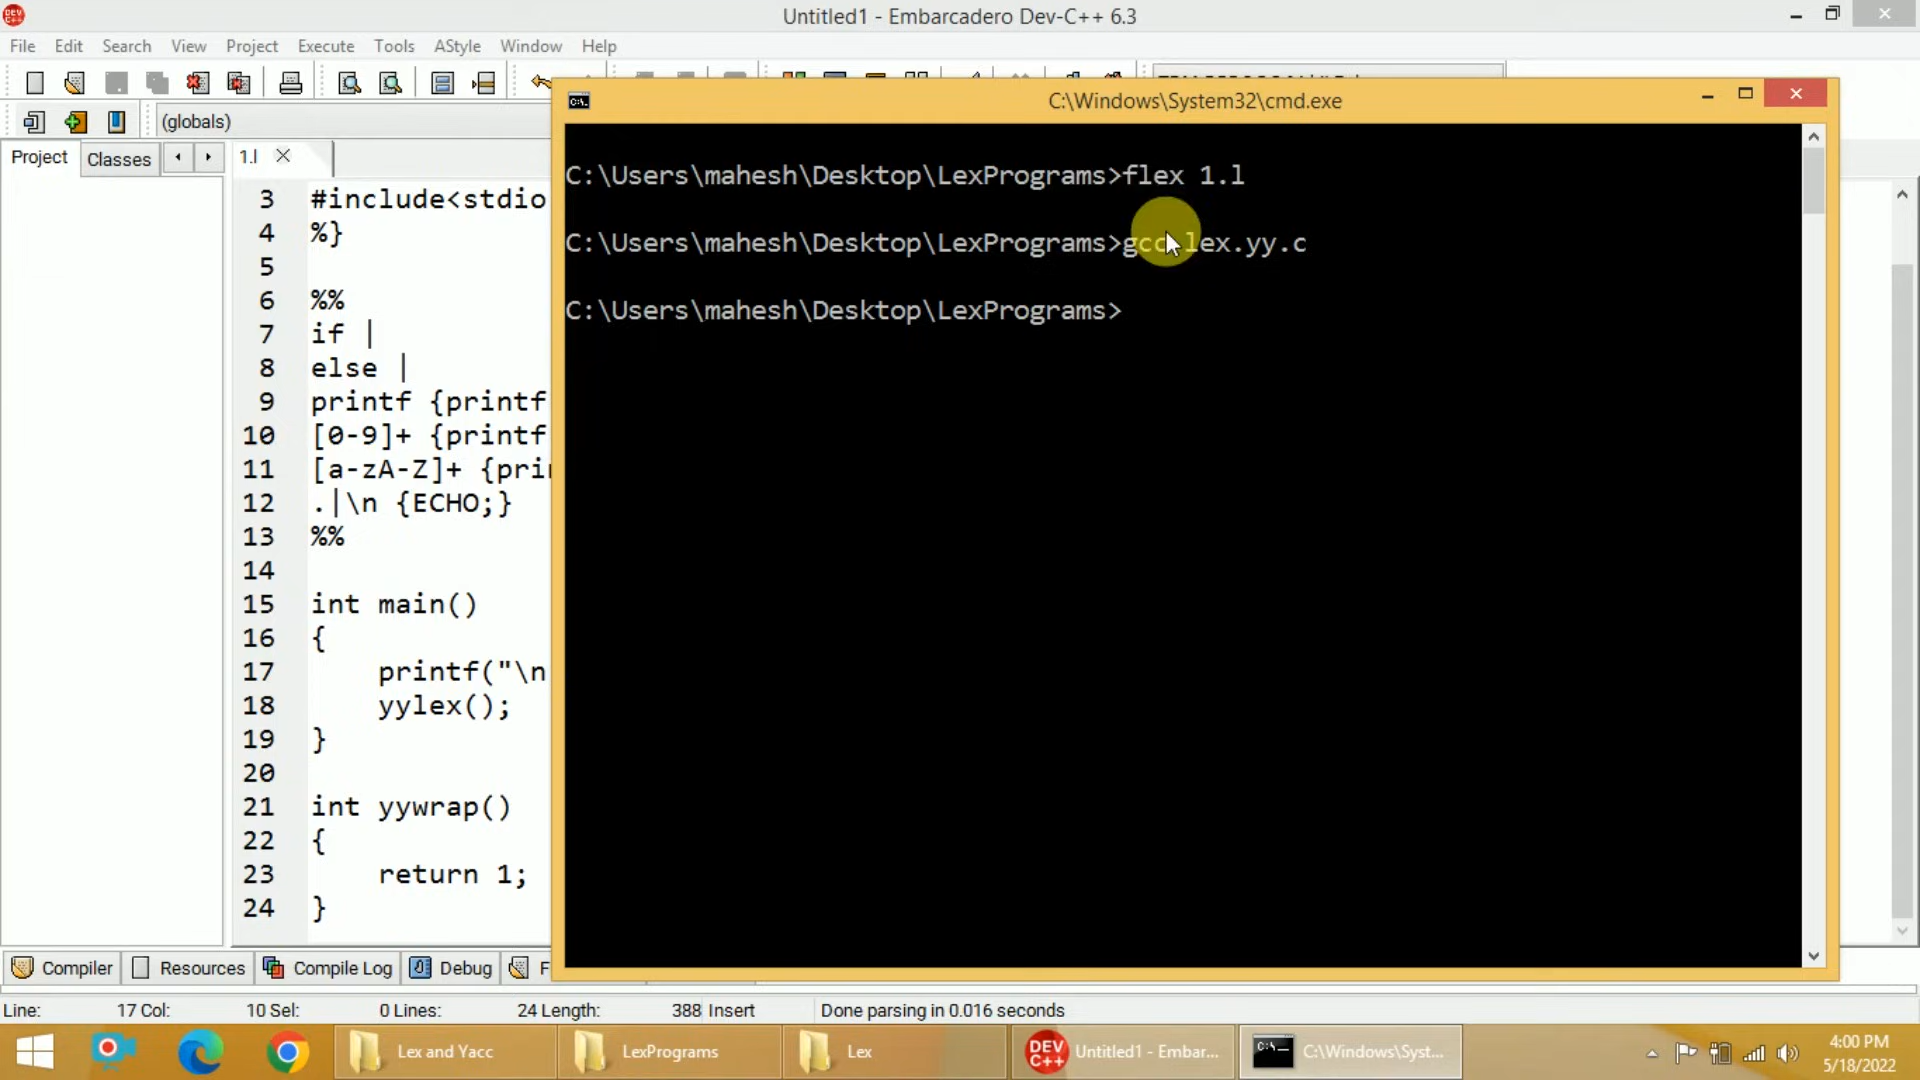 Untitled1 - Embarcadero Dev-C++ 6.3
File Edit Search View Project Execute Tools AStyle Window Help
(globals)
C:\Windows\System32\cmd.exe
Project Classes 1.l
3 #include<stdio
4 %}
5
6 %%
7 if |
8 else |
9 printf {printf
10 [0-9]+ {printf
11 [a-zA-Z]+ {pri
12 .|\n {ECHO;}
13 %%
14
15 int main()
16 {
17 printf("\n
18 yylex();
19 }
20
21 int yywrap()
22 {
23 return 1;
24 }
C:\Users\mahesh\Desktop\LexPrograms>flex 1.l
C:\Users\mahesh\Desktop\LexPrograms>gcc lex.yy.c
C:\Users\mahesh\Desktop\LexPrograms>
Compiler Resources Compile Log Debug F
Line: 17 Col: 10 Sel: 0 Lines: 24 Length: 388 Insert Done parsing in 0.016 seconds
Lex and Yacc LexPrograms Lex DEV C++ Untitled1 - Embar... C:\Windows\Syst...
4:00 PM
5/18/2022